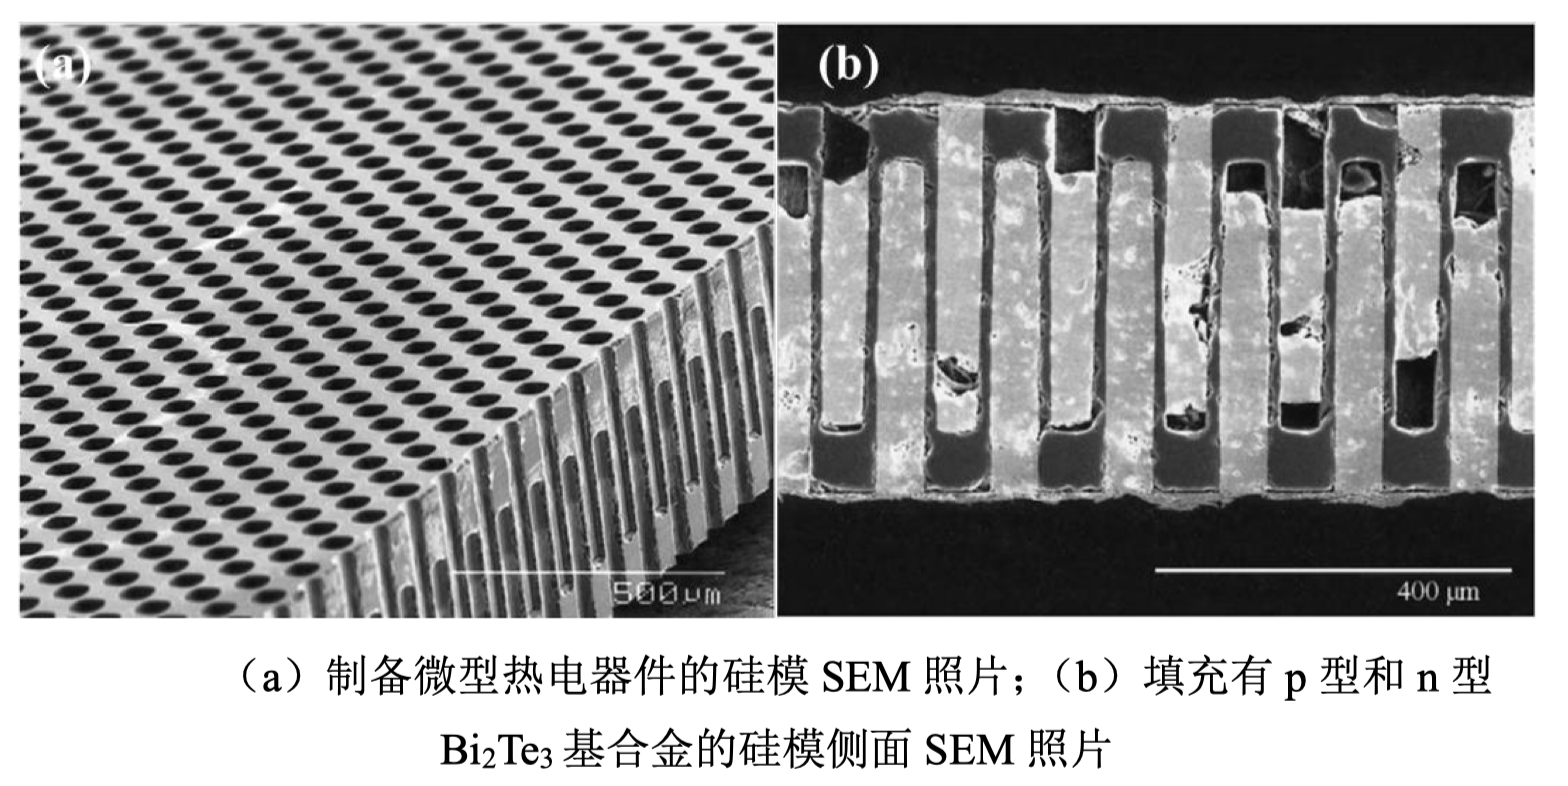 (a)
(b)
500μm
400 μm
（a）制备微型热电器件的硅模 SEM 照片；（b）填充有 p 型和 n 型
Bi₂Te₃ 基合金的硅模侧面 SEM 照片